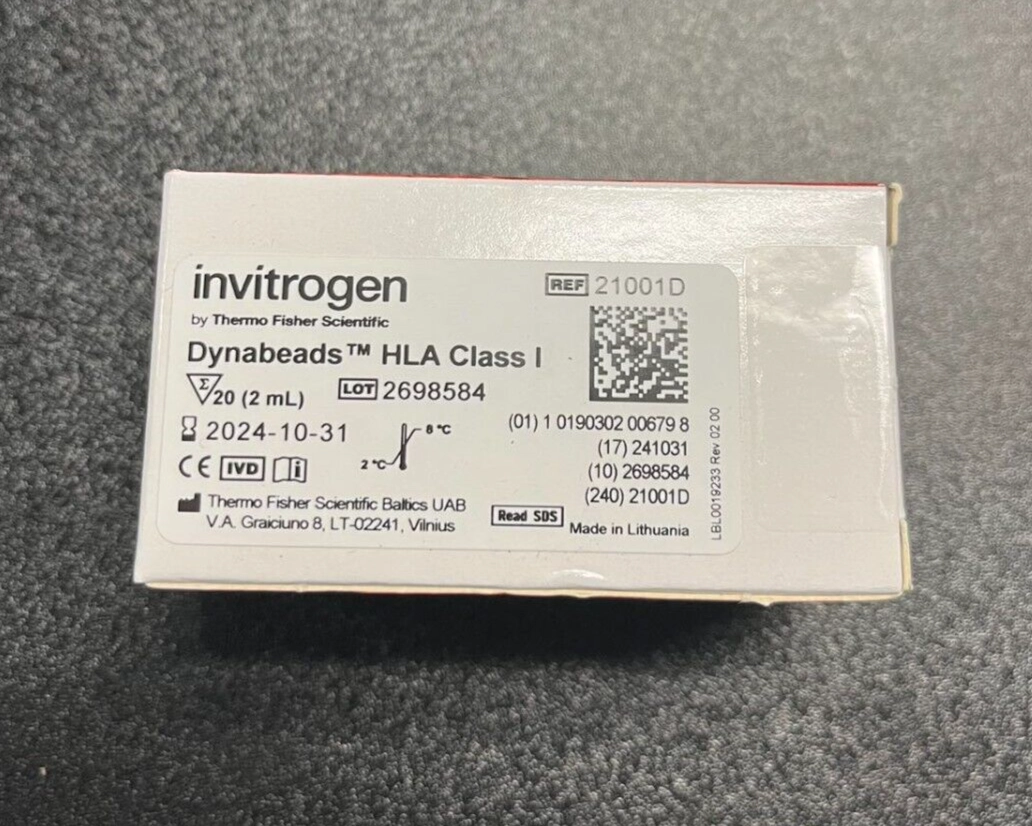 invitrogen
by Thermo Fisher Scientific
REF 21001D
Dynabeads™ HLA Class I
Σ 20 (2 mL) LOT 2698584
2024-10-31
8 °C
2 °C
CE IVD i
Thermo Fisher Scientific Baltics UAB
V.A. Graiciuno 8, LT-02241, Vilnius
(01) 1 0190302 00679 8
(17) 241031
(10) 2698584
(240) 21001D
Read SDS
Made in Lithuania
LBL0019233 Rev 02 00